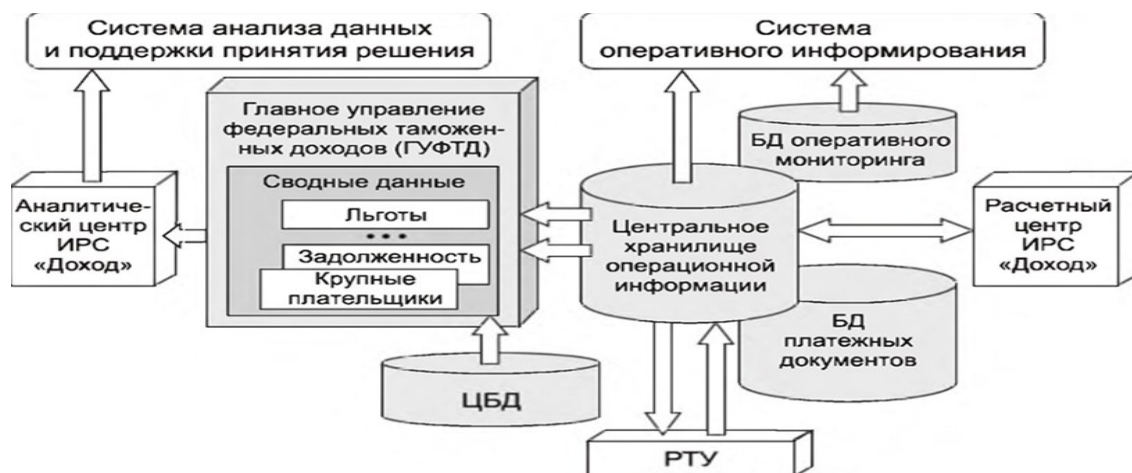 Система анализа данных
и поддержки принятия решения
Система
оперативного информирования
Главное управление
федеральных таможен-
ных доходов (ГУФТД)
Сводные данные
Льготы
• • •
Задолженность
Крупные
плательщики
Аналитиче-
ский центр
ИРС
«Доход»
БД оперативного
мониторинга
Центральное
хранилище
операционной
информации
Расчетный
центр
ИРС
«Доход»
БД
платежных
документов
ЦБД
РТУ